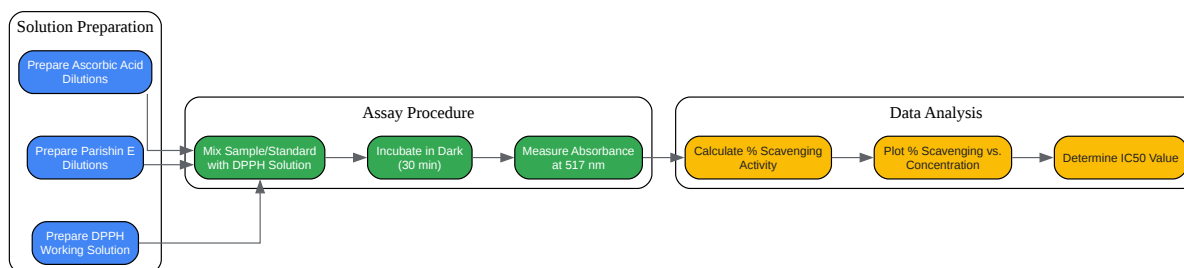 Solution Preparation
Prepare Ascorbic Acid
Dilutions
Prepare Parishin E
Dilutions
Prepare DPPH
Working Solution
Assay Procedure
Mix Sample/Standard
with DPPH Solution
Incubate in Dark
(30 min)
Measure Absorbance
at 517 nm
Data Analysis
Calculate % Scavenging
Activity
Plot % Scavenging vs.
Concentration
Determine IC50 Value